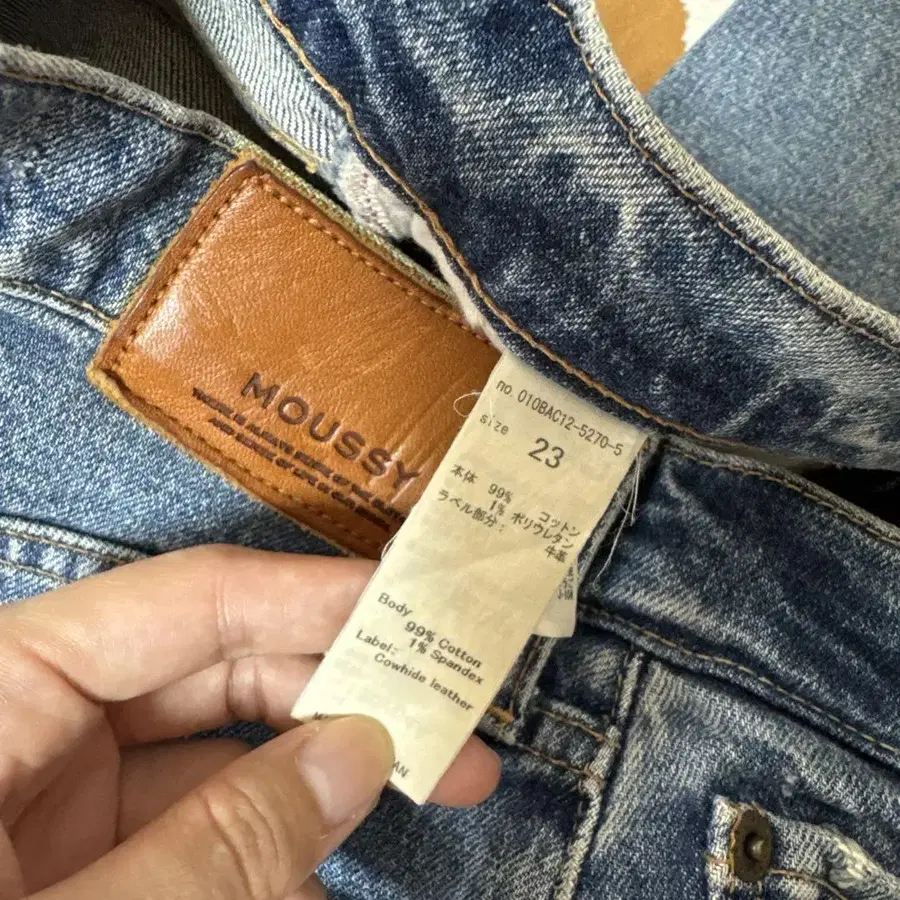 MOUSSY
no. 010BAC12-5270-5
size 23
本体 99% コットン
1% ポリウレタン
ラベル部分: 牛革
Body
99% Cotton
1% Spandex
Label: Cowhide leather